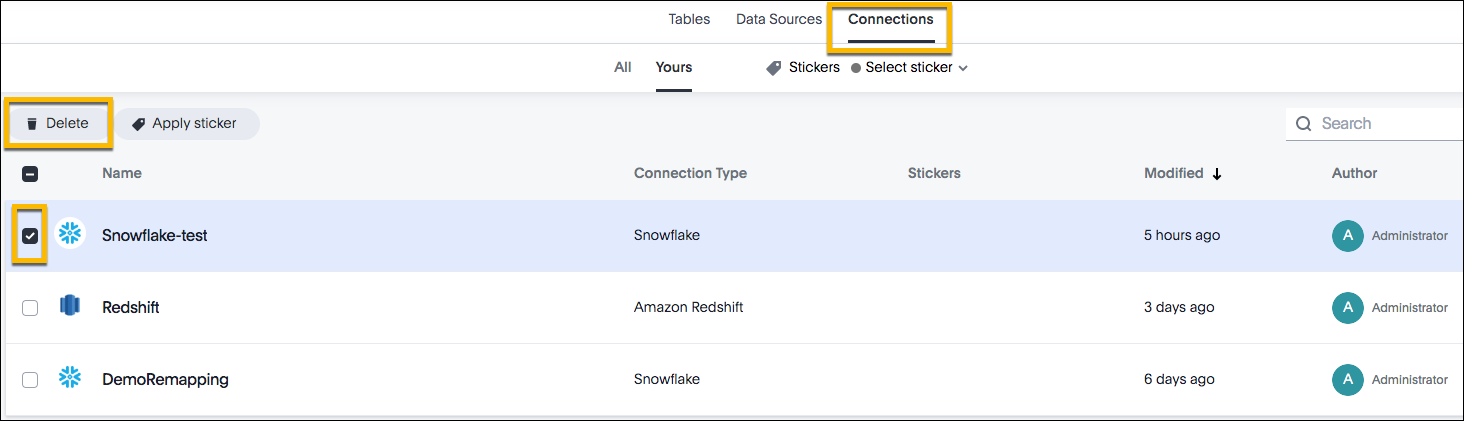 Tables Data Sources Connections
All Yours Stickers Select sticker
Delete Apply sticker Search
Name Connection Type Stickers Modified Author
Snowflake-test Snowflake 5 hours ago A Administrator
Redshift Amazon Redshift 3 days ago A Administrator
DemoRemapping Snowflake 6 days ago A Administrator